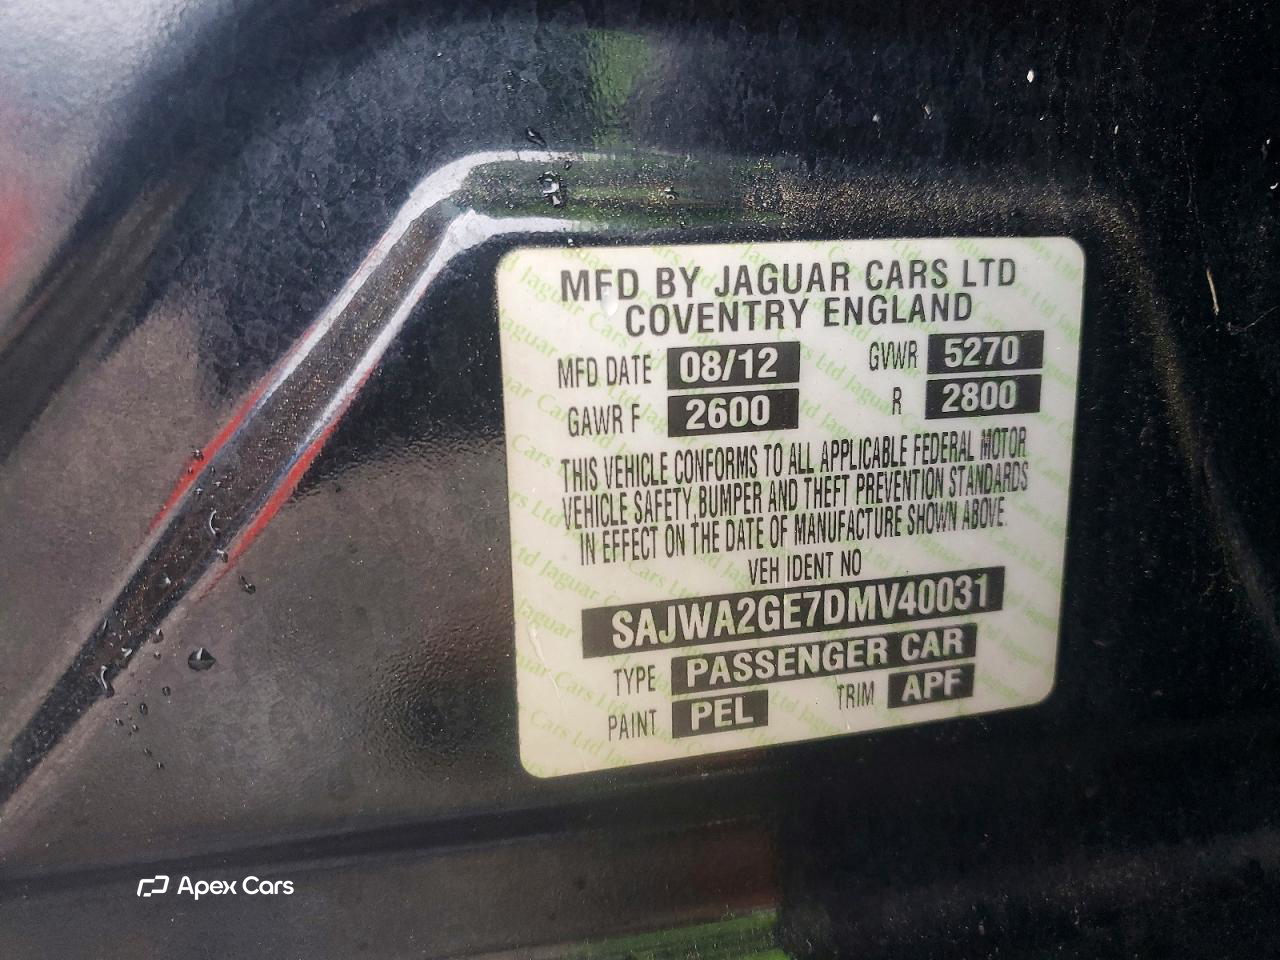 MFD BY JAGUAR CARS LTD
COVENTRY ENGLAND
MFD DATE 08/12 GVWR 5270
GAWR F 2600 R 2800
THIS VEHICLE CONFORMS TO ALL APPLICABLE FEDERAL MOTOR
VEHICLE SAFETY, BUMPER AND THEFT PREVENTION STANDARDS
IN EFFECT ON THE DATE OF MANUFACTURE SHOWN ABOVE.
VEH IDENT NO
SAJWA2GE7DMV40031
TYPE PASSENGER CAR
PAINT PEL TRIM APF
Apex Cars